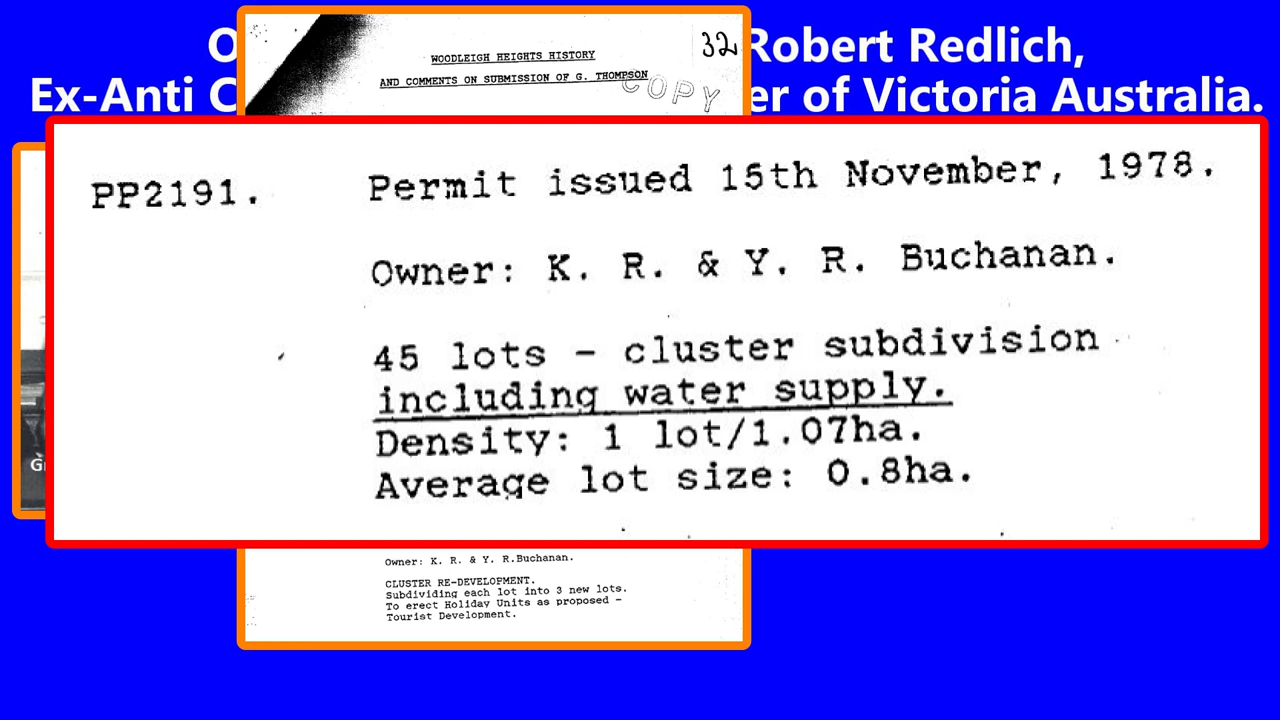 O Robert Redlich,
Ex-Anti C er of Victoria Australia.
32
WOODLEIGH HEIGHTS HISTORY
AND COMMENTS ON SUBMISSION OF G. THOMPSON
COPY
PP2191. Permit issued 15th November, 1978.
Owner: K. R. & Y. R. Buchanan.
45 lots - cluster subdivision
including water supply.
Density: 1 lot/1.07ha.
Average lot size: 0.8ha.
Owner: K. R. & Y. R.Buchanan.
CLUSTER RE-DEVELOPMENT.
Subdividing each lot into 3 new lots.
To erect Holiday Units as proposed -
Tourist Development.